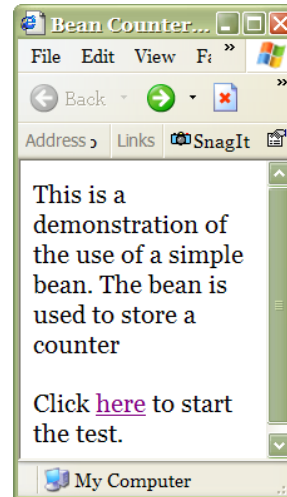 Bean Counter...
File Edit View Fa »
Back »
Address Links SnagIt
This is a
demonstration of
the use of a simple
bean. The bean is
used to store a
counter
Click here to start
the test.
My Computer